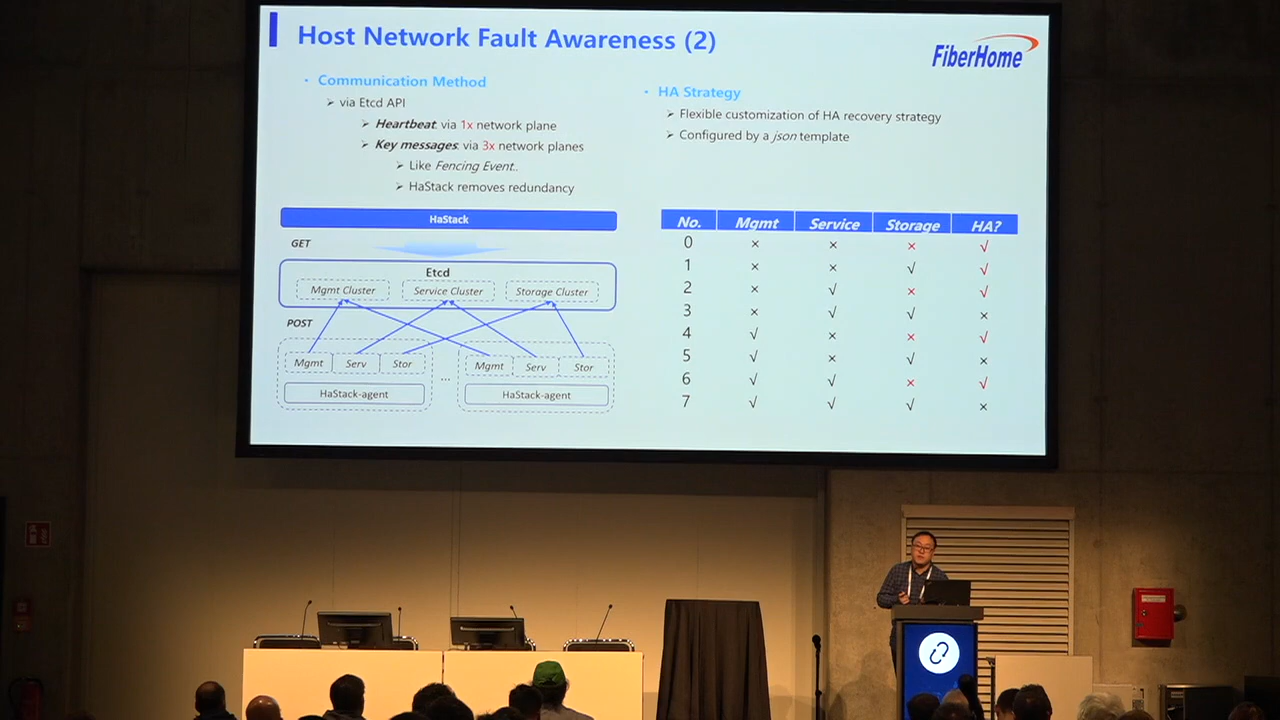 Host Network Fault Awareness (2)
FiberHome
• Communication Method
➢ via Etcd API
➢ Heartbeat: via 1x network plane
➢ Key messages: via 3x network planes
➢ Like Fencing Event..
➢ HaStack removes redundancy
HaStack
GET
Etcd
Mgmt Cluster Service Cluster Storage Cluster
POST
Mgmt Serv Stor ... Mgmt Serv Stor
HaStack-agent HaStack-agent
• HA Strategy
➢ Flexible customization of HA recovery strategy
➢ Configured by a json template
No. Mgmt Service Storage HA?
0 × × × √
1 × × √ √
2 × √ × √
3 × √ √ ×
4 √ × × √
5 √ × √ ×
6 √ √ × √
7 √ √ √ ×